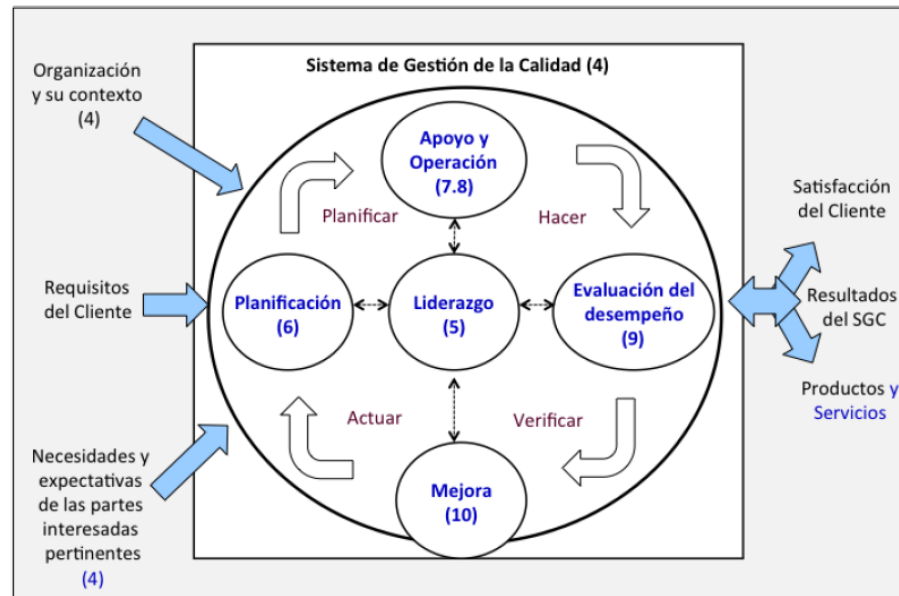 Sistema de Gestión de la Calidad (4)
Organización
y su contexto
(4)
Requisitos
del Cliente
Necesidades y
expectativas
de las partes
interesadas
pertinentes
(4)
Apoyo y
Operación
(7.8)
Planificar
Hacer
Planificación
(6)
Liderazgo
(5)
Evaluación del
desempeño
(9)
Actuar
Verificar
Mejora
(10)
Satisfacción
del Cliente
Resultados
del SGC
Productos y
Servicios